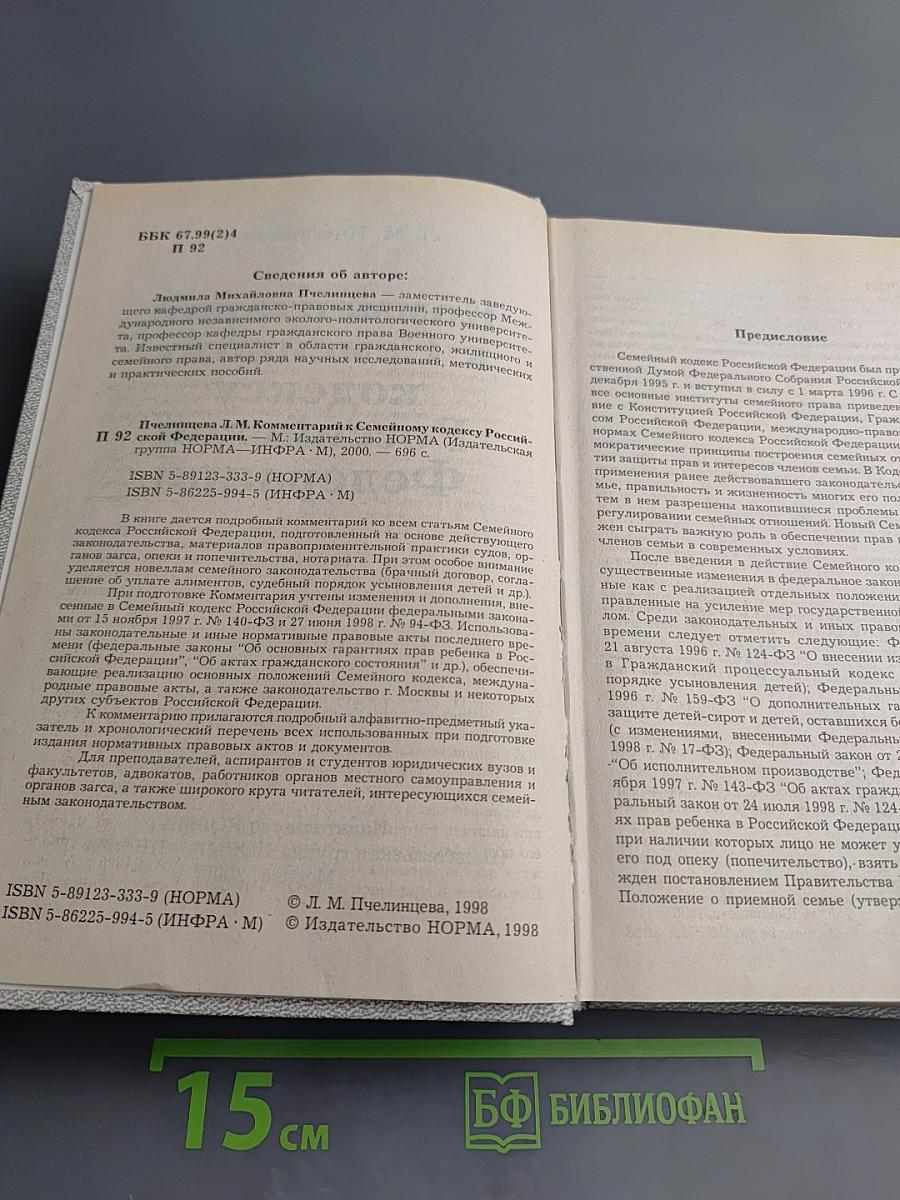 ББК 67.99(2)4
П 92
Сведения об авторе:
Людмила Михайловна Пчелинцева — заместитель заведую-
щего кафедрой гражданско-правовых дисциплин, профессор Меж-
дународного независимого эколого-политологического университе-
та, профессор кафедры гражданского права Военного университе-
та. Известный специалист в области гражданского, жилищного и
семейного права, автор ряда научных исследований, методических
и практических пособий.
Пчелинцева Л. М. Комментарий к Семейному кодексу Россий-
П 92 ской Федерации. — М.: Издательство НОРМА (Издательская
группа НОРМА—ИНФРА · М), 2000. — 696 с.
ISBN 5-89123-333-9 (НОРМА)
ISBN 5-86225-994-5 (ИНФРА · М)
В книге дается подробный комментарий ко всем статьям Семейного
кодекса Российской Федерации, подготовленный на основе действующего
законодательства, материалов правоприменительной практики судов, ор-
ганов загса, опеки и попечительства, нотариата. При этом особое внимание
уделяется новеллам семейного законодательства (брачный договор, согла-
шение об уплате алиментов, судебный порядок усыновления детей и др.).
При подготовке Комментария учтены изменения и дополнения, вне-
сенные в Семейный кодекс Российской Федерации федеральными закона-
ми от 15 ноября 1997 г. № 140-ФЗ и 27 июня 1998 г. № 94-ФЗ. Использова-
ны законодательные и иные нормативные правовые акты последнего вре-
мени (федеральные законы "Об основных гарантиях прав ребенка в Рос-
сийской Федерации", "Об актах гражданского состояния" и др.), обеспечи-
вающие реализацию основных положений Семейного кодекса, междуна-
родные правовые акты, а также законодательство г. Москвы и некоторых
других субъектов Российской Федерации.
К комментарию прилагаются подробный алфавитно-предметный ука-
затель и хронологический перечень всех использованных при подготовке
издания нормативных правовых актов и документов.
Для преподавателей, аспирантов и студентов юридических вузов и
факультетов, адвокатов, работников органов местного самоуправления и
органов загса, а также широкого круга читателей, интересующихся семей-
ным законодательством.
ISBN 5-89123-333-9 (НОРМА)
ISBN 5-86225-994-5 (ИНФРА · М)
© Л. М. Пчелинцева, 1998
© Издательство НОРМА, 1998
Предисловие
Семейный кодекс Российской Федерации был пр
ственной Думой Федерального Собрания Российской
декабря 1995 г. и вступил в силу с 1 марта 1996 г. С
все основные институты семейного права приведен
вие с Конституцией Российской Федерации, Граж
сом Российской Федерации, международно-право
нормах Семейного кодекса Российской Федерации
мократические принципы построения семейных от
тии защиты прав и интересов членов семьи. В Коде
применения ранее действовавшего законодательс
мье, правильность и жизненность многих его пол
тем в нем разрешены накопившиеся проблемы
регулировании семейных отношений. Новый Сем
жен сыграть важную роль в обеспечении прав и
членов семьи в современных условиях.
После введения в действие Семейного ко
существенные изменения в федеральное закон
ные как с реализацией отдельных положени
правленные на усиление мер государственной
лом. Среди законодательных и иных право
времени следует отметить следующие: Ф
21 августа 1996 г. № 124-ФЗ "О внесении из
в Гражданский процессуальный кодекс
порядке усыновления детей); Федеральны
1996 г. № 159-ФЗ "О дополнительных га
защите детей-сирот и детей, оставшихся бе
(с изменениями, внесенными Федеральны
1998 г. № 17-ФЗ); Федеральный закон от 2
"Об исполнительном производстве"; Фед
ября 1997 г. № 143-ФЗ "Об актах гражд
ральный закон от 24 июля 1998 г. № 124-
ях прав ребенка в Российской Федераци
при наличии которых лицо не может у
его под опеку (попечительство), взять
жден постановлением Правительства
Положение о приемной семье (утверж
15 см
БФ БИБЛИОФАН